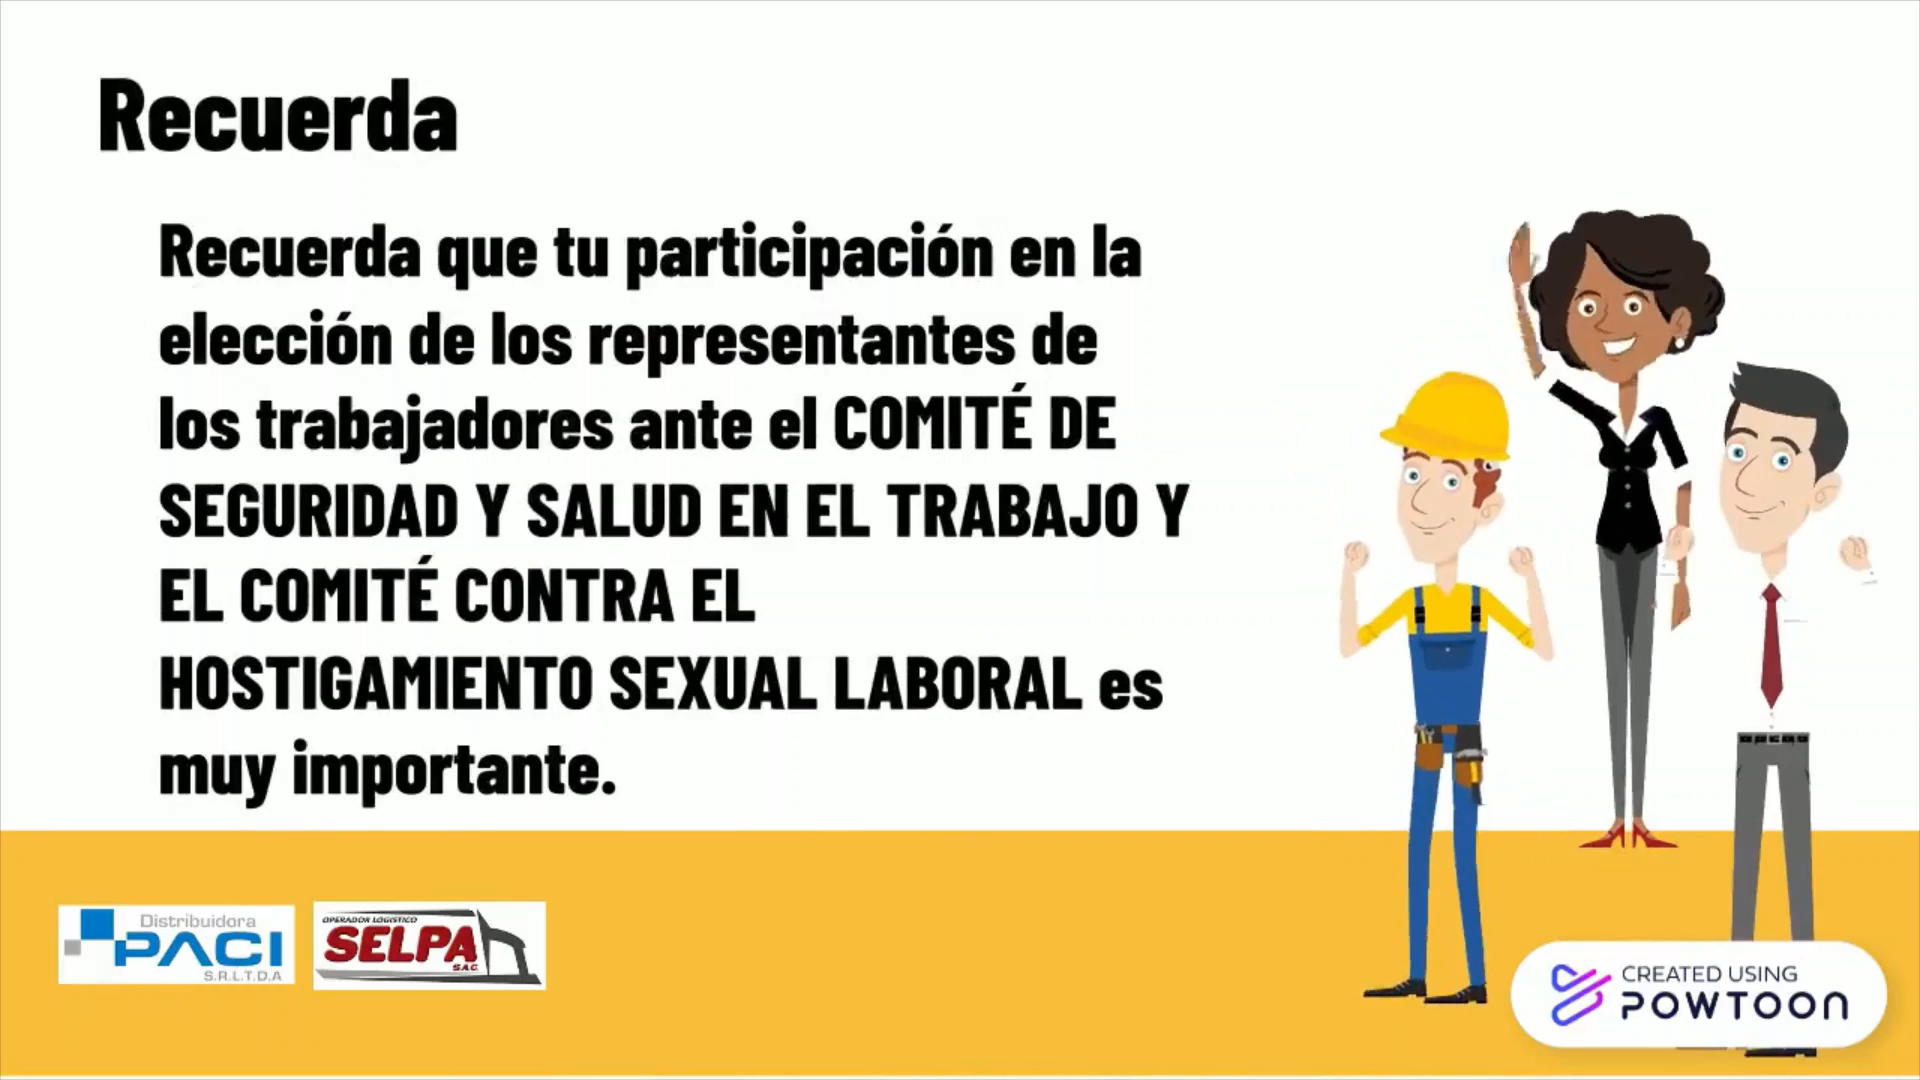 Recuerda
Recuerda que tu participación en la
elección de los representantes de
los trabajadores ante el COMITÉ DE
SEGURIDAD Y SALUD EN EL TRABAJO Y
EL COMITÉ CONTRA EL
HOSTIGAMIENTO SEXUAL LABORAL es
muy importante.
Distribuidora
PACI
S.R.L.T.D.A
OPERADOR LOGISTICO
SELPA
S.A.C.
CREATED USING
POWTOON